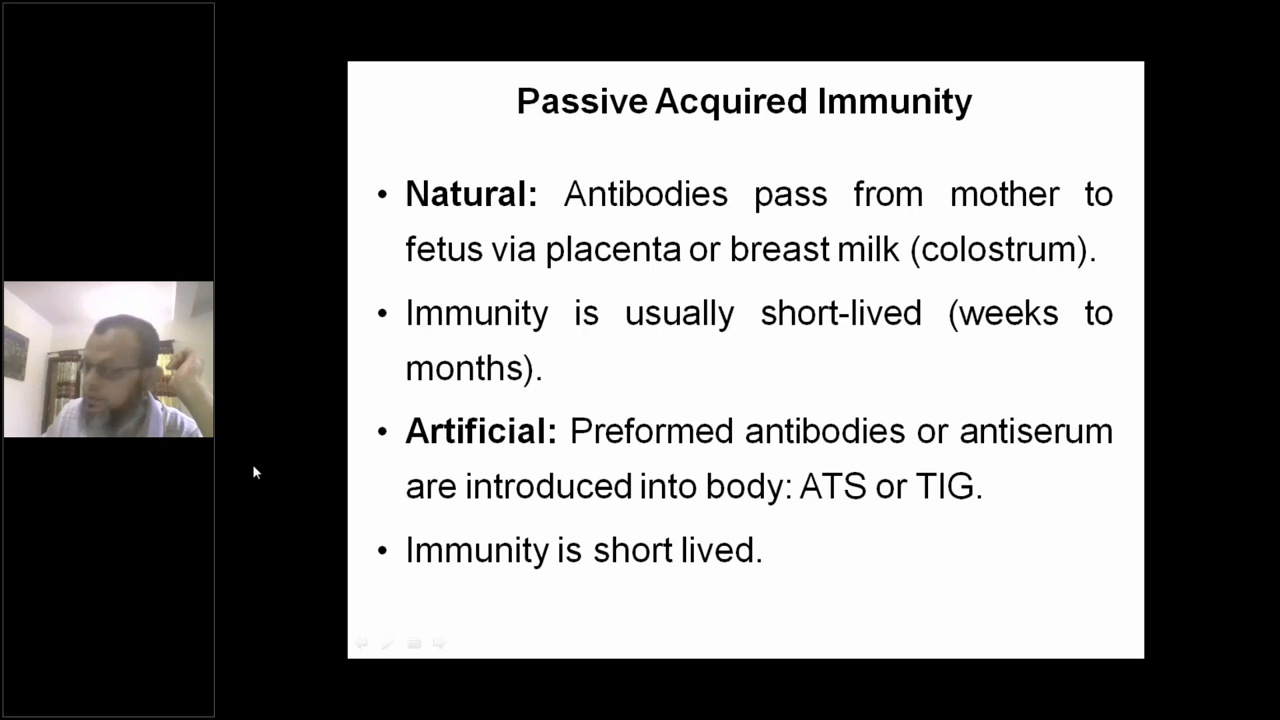 Passive Acquired Immunity
• Natural: Antibodies pass from mother to
fetus via placenta or breast milk (colostrum).
• Immunity is usually short-lived (weeks to
months).
• Artificial: Preformed antibodies or antiserum
are introduced into body: ATS or TIG.
• Immunity is short lived.